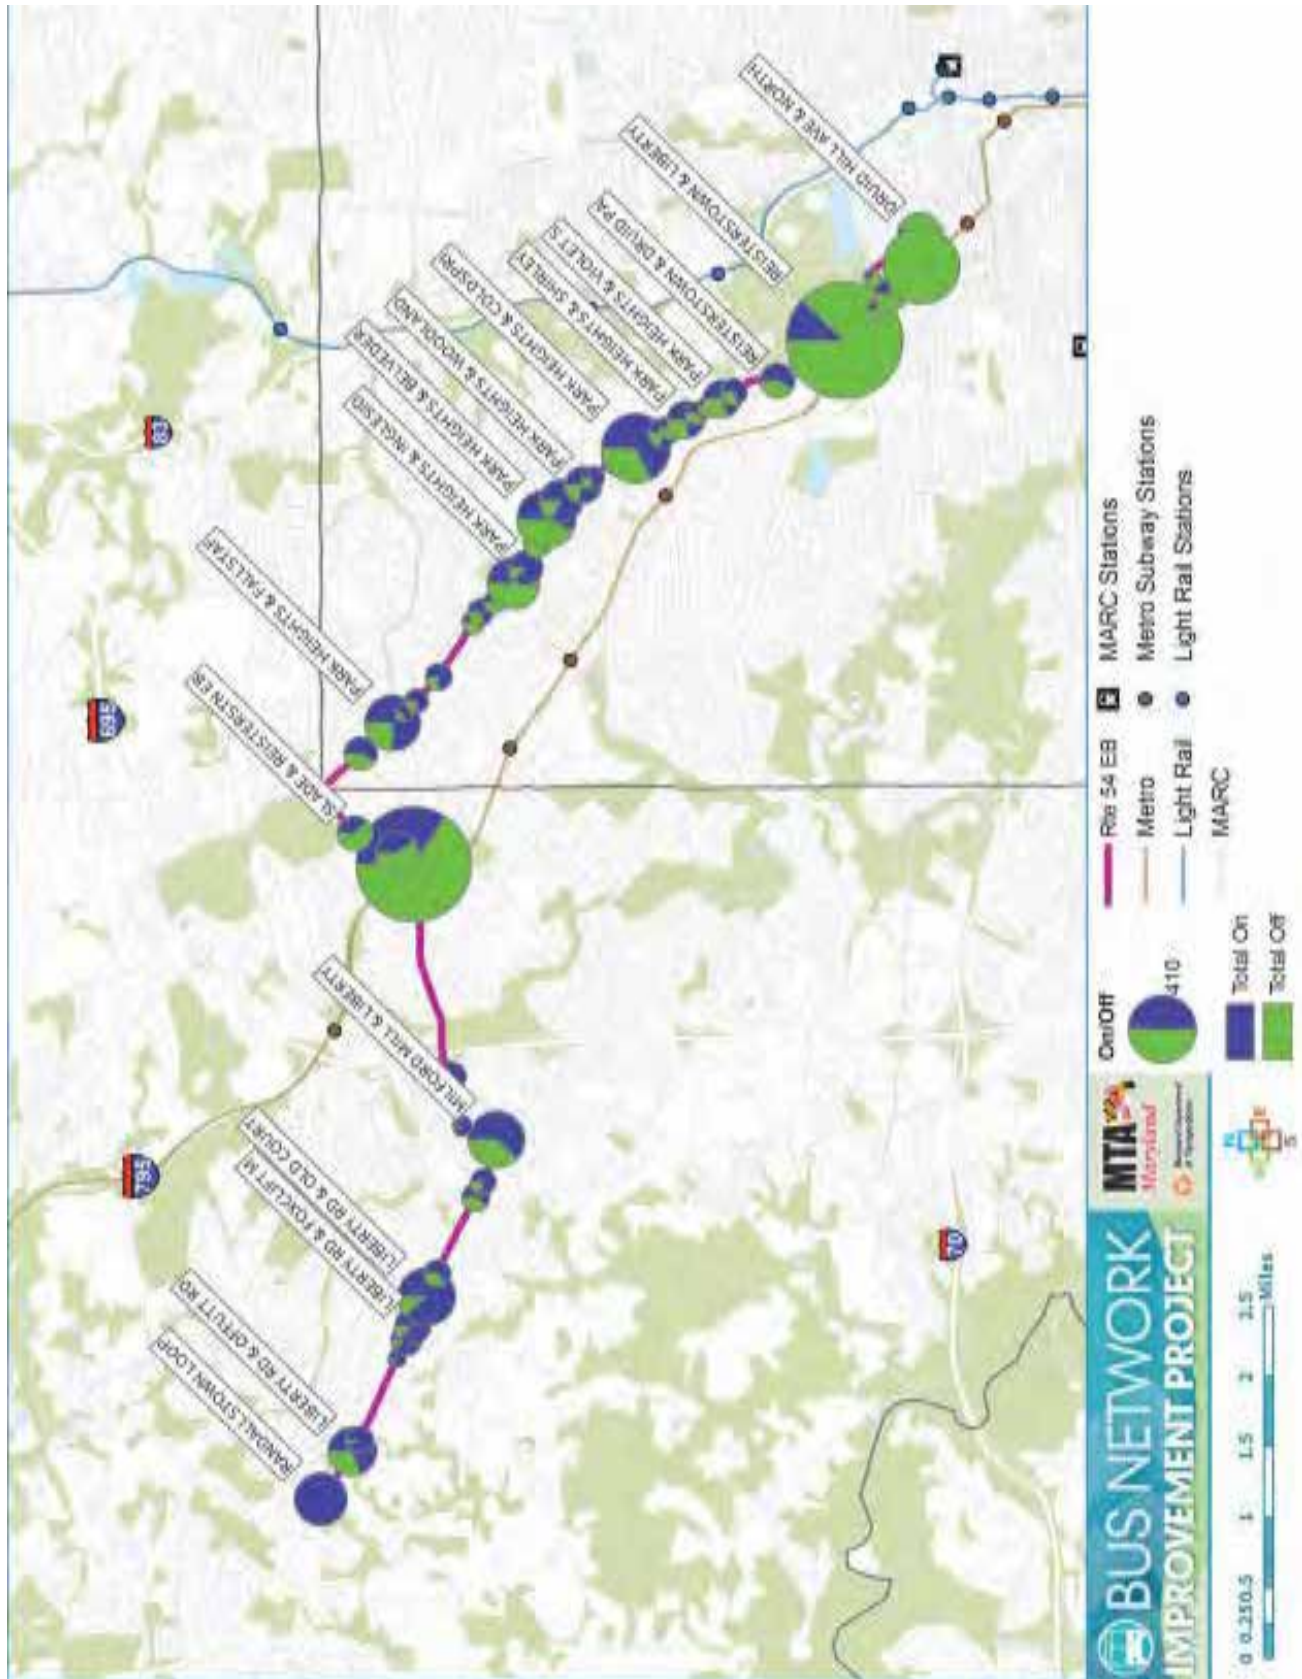 RANDALLSTOWN LOOP
LIBERTY RD & OFFUTT RD
LIBERTY RD & FOXCLIFT M
LIBERTY RD & OLD COURT
MILFORD MILL & LIBERTY
SLADE & REISTERSTN EB
PARK HEIGHTS & FALLSTAF
PARK HEIGHTS & INGLESID
PARK HEIGHTS & BELVEDER
PARK HEIGHTS & WOODLAND
PARK HEIGHTS & COLDSPRI
PARK HEIGHTS & SHIRLEY
PARK HEIGHTS & VIOLET S
REISTERSTOWN & DRUID PA
REISTERSTOWN & LIBERTY
DRUID HILL AVE & NORTH
795
695
83
70
BUS NETWORK
IMPROVEMENT PROJECT
MTA
Maryland
0 0.25 0.5 1 1.5 2 2.5
Miles
N
E
S
On/Off
410
Total On
Total Off
Rte 54 EB
Metro
Light Rail
MARC
MARC Stations
Metro Subway Stations
Light Rail Stations